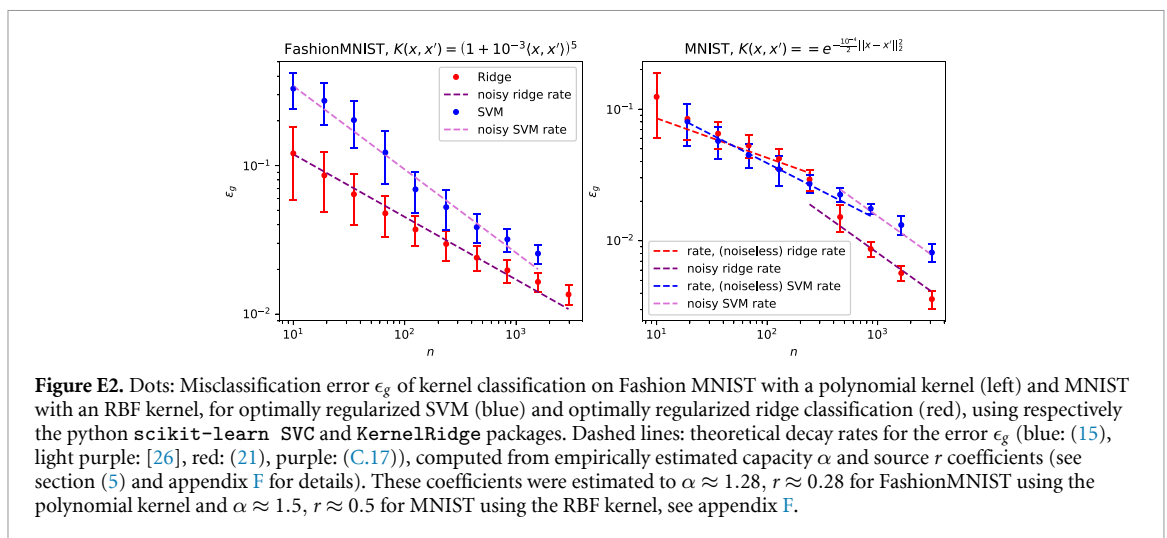 FashionMNIST, K(x, x′) = (1 + 10⁻³⟨x, x′⟩)⁵
MNIST, K(x, x′) = = e^{-\frac{10^{-4}}{2}||x−x′||²₂}
Ridge
noisy ridge rate
SVM
noisy SVM rate
ϵg
10⁻¹
10⁻²
10¹ 10² 10³
n
ϵg
10⁻¹
10⁻²
rate, (noiseless) ridge rate
noisy ridge rate
rate, (noiseless) SVM rate
noisy SVM rate
10¹ 10² 10³
n
Figure E2. Dots: Misclassification error ϵg of kernel classification on Fashion MNIST with a polynomial kernel (left) and MNIST
with an RBF kernel, for optimally regularized SVM (blue) and optimally regularized ridge classification (red), using respectively
the python scikit-learn SVC and KernelRidge packages. Dashed lines: theoretical decay rates for the error ϵg (blue: (15),
light purple: [26], red: (21), purple: (C.17)), computed from empirically estimated capacity α and source r coefficients (see
section (5) and appendix F for details). These coefficients were estimated to α ≈ 1.28, r ≈ 0.28 for FashionMNIST using the
polynomial kernel and α ≈ 1.5, r ≈ 0.5 for MNIST using the RBF kernel, see appendix F.